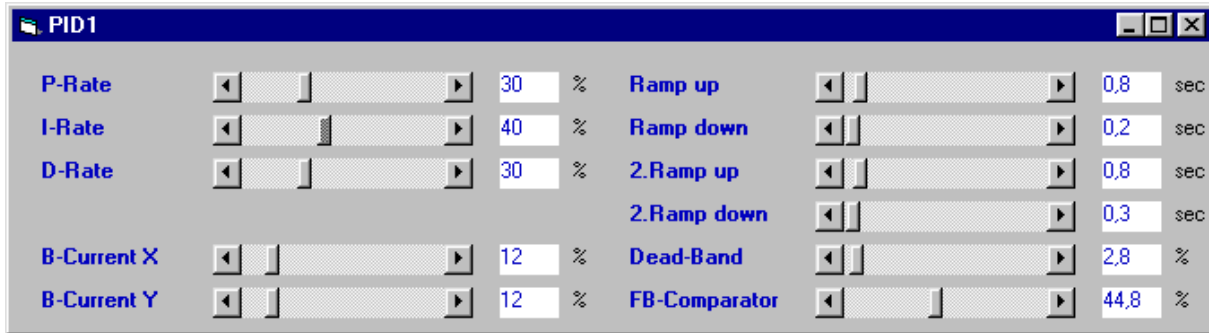 PID1
P-Rate 30 % Ramp up 0,8 sec
I-Rate 40 % Ramp down 0,2 sec
D-Rate 30 % 2.Ramp up 0,8 sec
2.Ramp down 0,3 sec
B-Current X 12 % Dead-Band 2,8 %
B-Current Y 12 % FB-Comparator 44,8 %